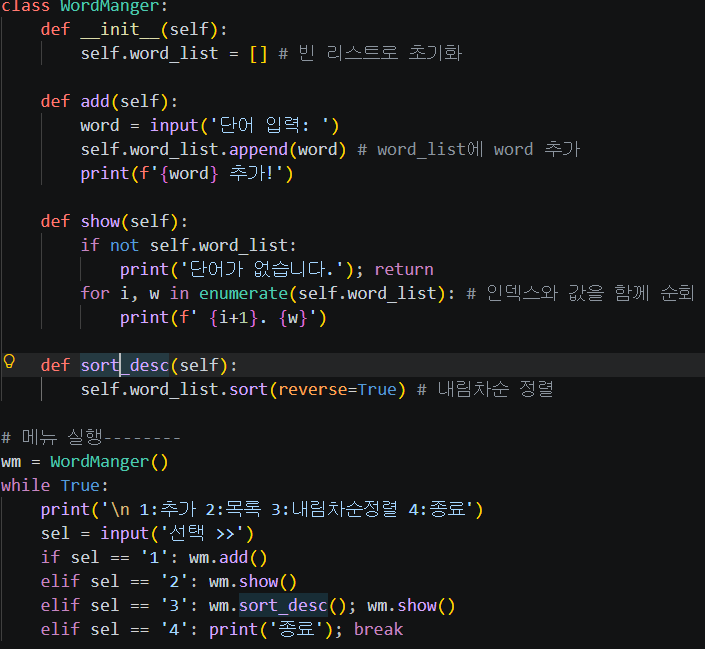 class WordManger:
    def __init__(self):
        self.word_list = [] # 빈 리스트로 초기화

    def add(self):
        word = input('단어 입력: ')
        self.word_list.append(word) # word_list에 word 추가
        print(f'{word} 추가!')

    def show(self):
        if not self.word_list:
            print('단어가 없습니다.'); return
        for i, w in enumerate(self.word_list): # 인덱스와 값을 함께 순회
            print(f' {i+1}. {w}')

    def sort_desc(self):
        self.word_list.sort(reverse=True) # 내림차순 정렬

# 메뉴 실행--------
wm = WordManger()
while True:
    print('\n 1:추가 2:목록 3:내림차순정렬 4:종료')
    sel = input('선택 >>')
    if sel == '1': wm.add()
    elif sel == '2': wm.show()
    elif sel == '3': wm.sort_desc(); wm.show()
    elif sel == '4': print('종료'); break